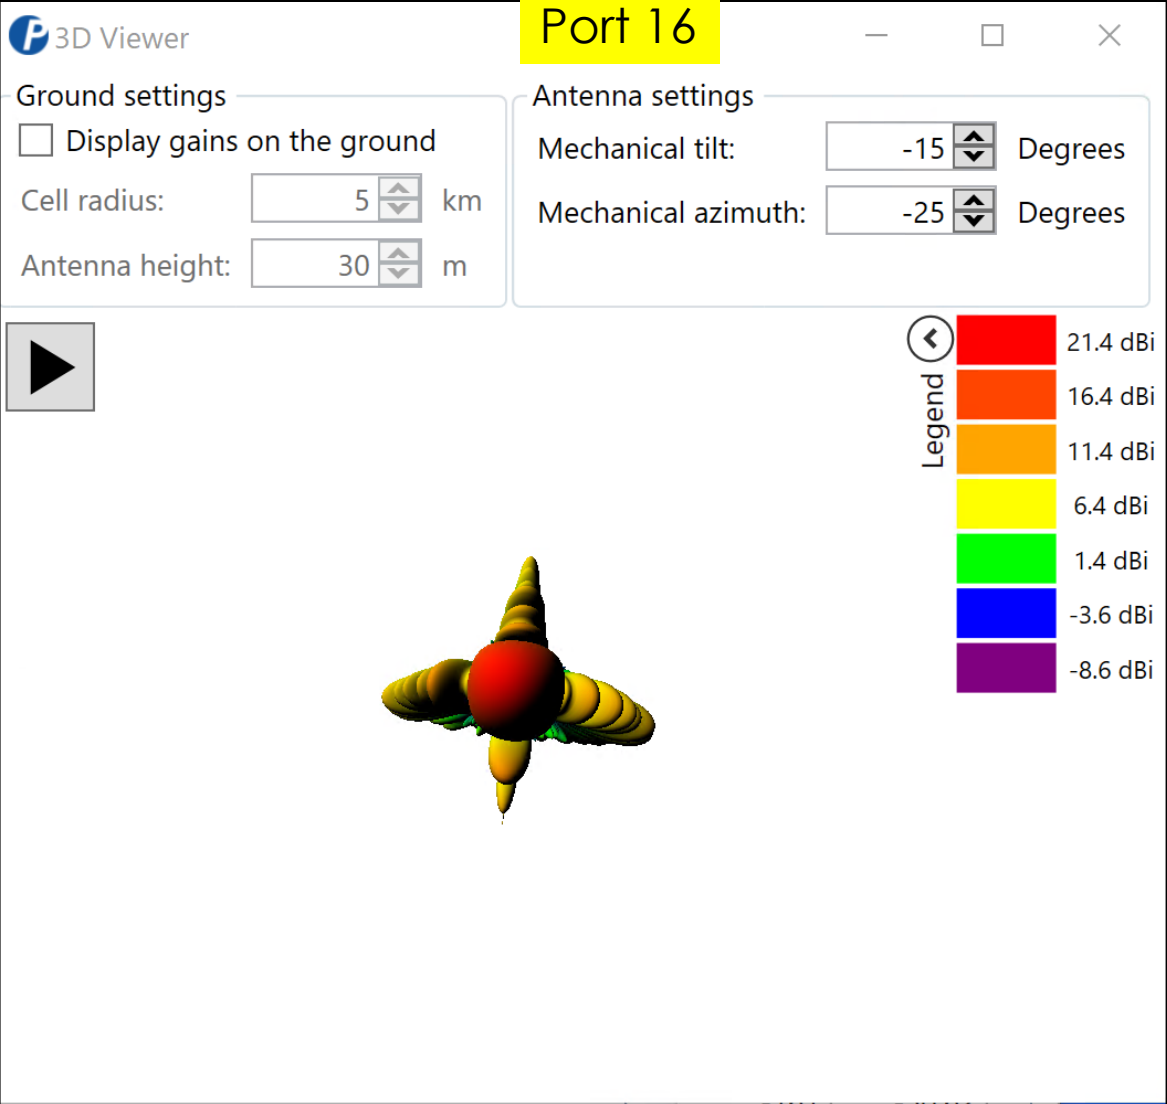 Port 16
3D Viewer
Ground settings
Display gains on the ground
Cell radius: 5 km
Antenna height: 30 m
Antenna settings
Mechanical tilt: -15 Degrees
Mechanical azimuth: -25 Degrees
Legend
21.4 dBi
16.4 dBi
11.4 dBi
6.4 dBi
1.4 dBi
-3.6 dBi
-8.6 dBi